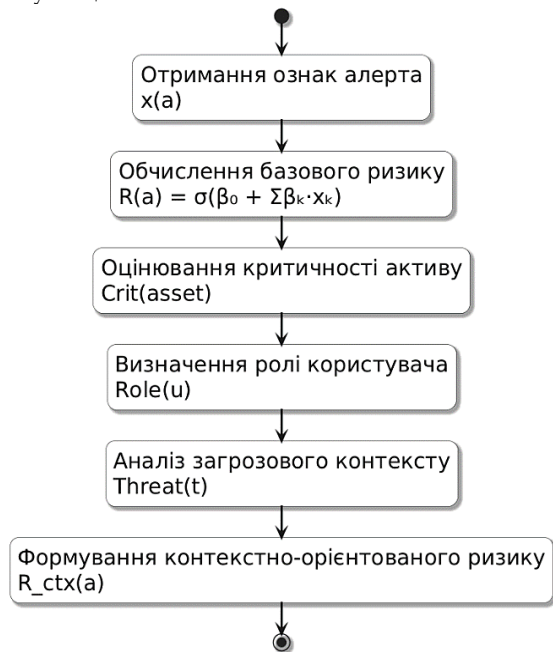 Отримання ознак алерта
x(a)
Обчислення базового ризику
R(a) = σ(β₀ + Σβₖ·xₖ)
Оцінювання критичності активу
Crit(asset)
Визначення ролі користувача
Role(u)
Аналіз загрозового контексту
Threat(t)
Формування контекстно-орієнтованого ризику
R_ctx(a)